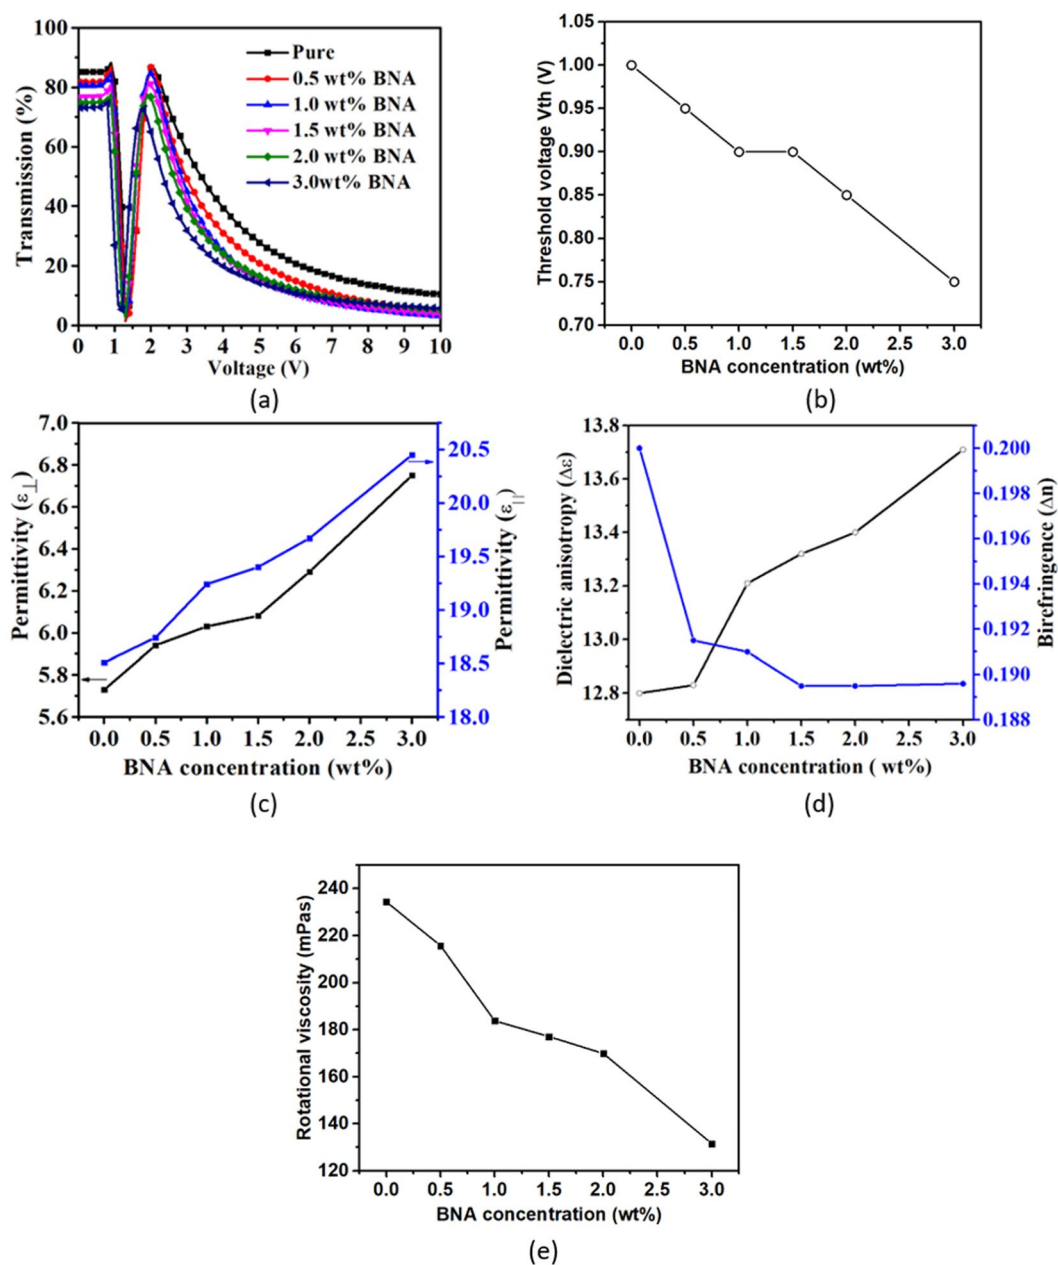 100
80
60
40
20
0
Transmission (%)
Pure
0.5 wt% BNA
1.0 wt% BNA
1.5 wt% BNA
2.0 wt% BNA
3.0wt% BNA
0 1 2 3 4 5 6 7 8 9 10
Voltage (V)
(a)
1.00
0.95
0.90
0.85
0.80
0.75
0.70
Threshold voltage Vth (V)
0.0 0.5 1.0 1.5 2.0 2.5 3.0
BNA concentration (wt%)
(b)
7.0
6.8
6.6
6.4
6.2
6.0
5.8
5.6
Permittivity (ε⊥)
20.5
20.0
19.5
19.0
18.5
18.0
Permittivity (ε||)
0.0 0.5 1.0 1.5 2.0 2.5 3.0
BNA concentration (wt%)
(c)
13.8
13.6
13.4
13.2
13.0
12.8
Dielectric anisotropy (Δε)
0.200
0.198
0.196
0.194
0.192
0.190
0.188
Birefringence (Δn)
0.0 0.5 1.0 1.5 2.0 2.5 3.0
BNA concentration ( wt%)
(d)
240
220
200
180
160
140
120
Rotational viscosity (mPas)
0.0 0.5 1.0 1.5 2.0 2.5 3.0
BNA concentration (wt%)
(e)